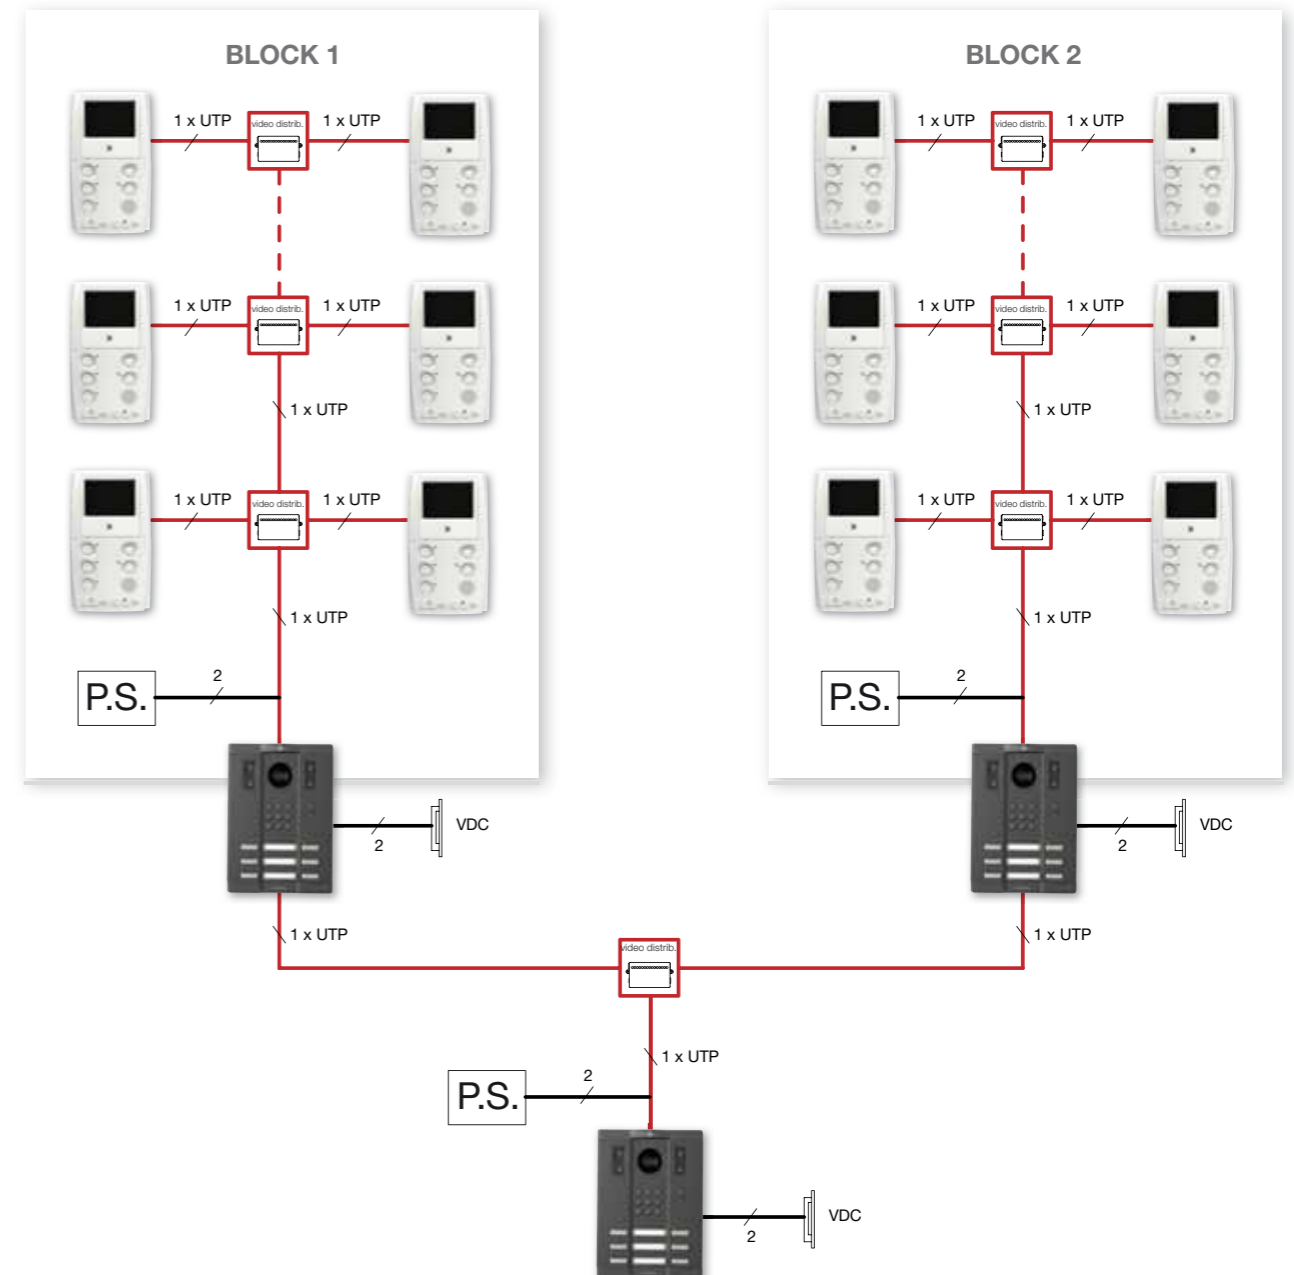 BLOCK 1
BLOCK 2
1 x UTP
video distrib.
1 x UTP
1 x UTP
video distrib.
1 x UTP
1 x UTP
video distrib.
1 x UTP
1 x UTP
video distrib.
1 x UTP
1 x UTP
1 x UTP
1 x UTP
video distrib.
1 x UTP
1 x UTP
video distrib.
1 x UTP
1 x UTP
1 x UTP
P.S.
2
P.S.
2
2
VDC
2
VDC
1 x UTP
1 x UTP
video distrib.
1 x UTP
P.S.
2
2
VDC